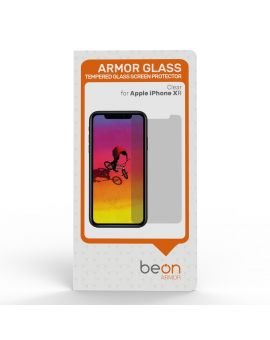 ARMOR GLASS
TEMPERED GLASS SCREEN PROTECTOR
Clear
for Apple iPhone XR
beon
ARMOR